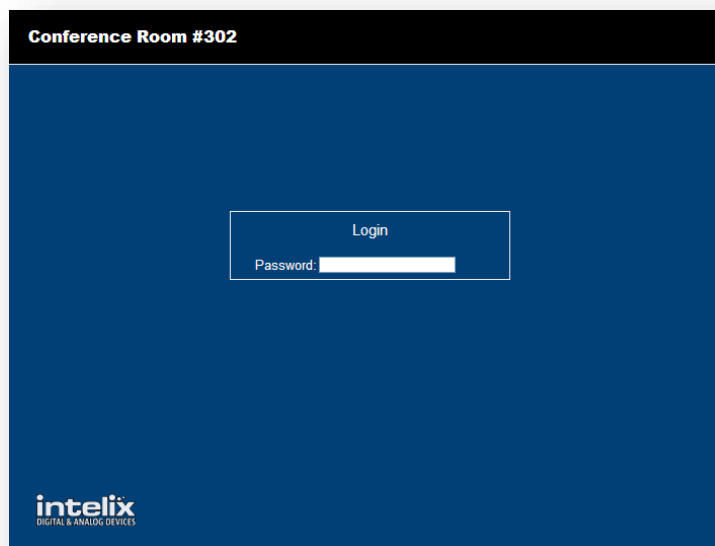 Conference Room #302
Login
Password:
intelix
DIGITAL & ANALOG DEVICES